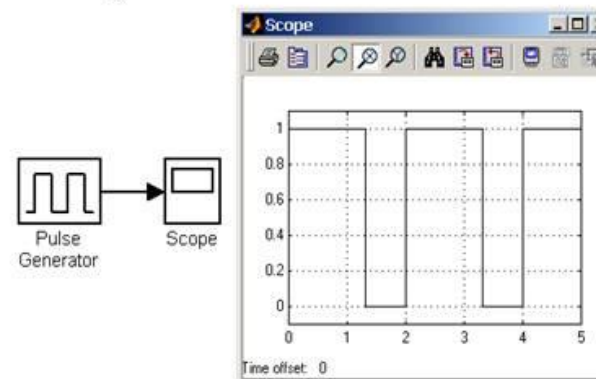 Scope
1
0.8
0.6
0.4
0.2
0
0 1 2 3 4 5
Time offset: 0
Pulse
Generator
Scope